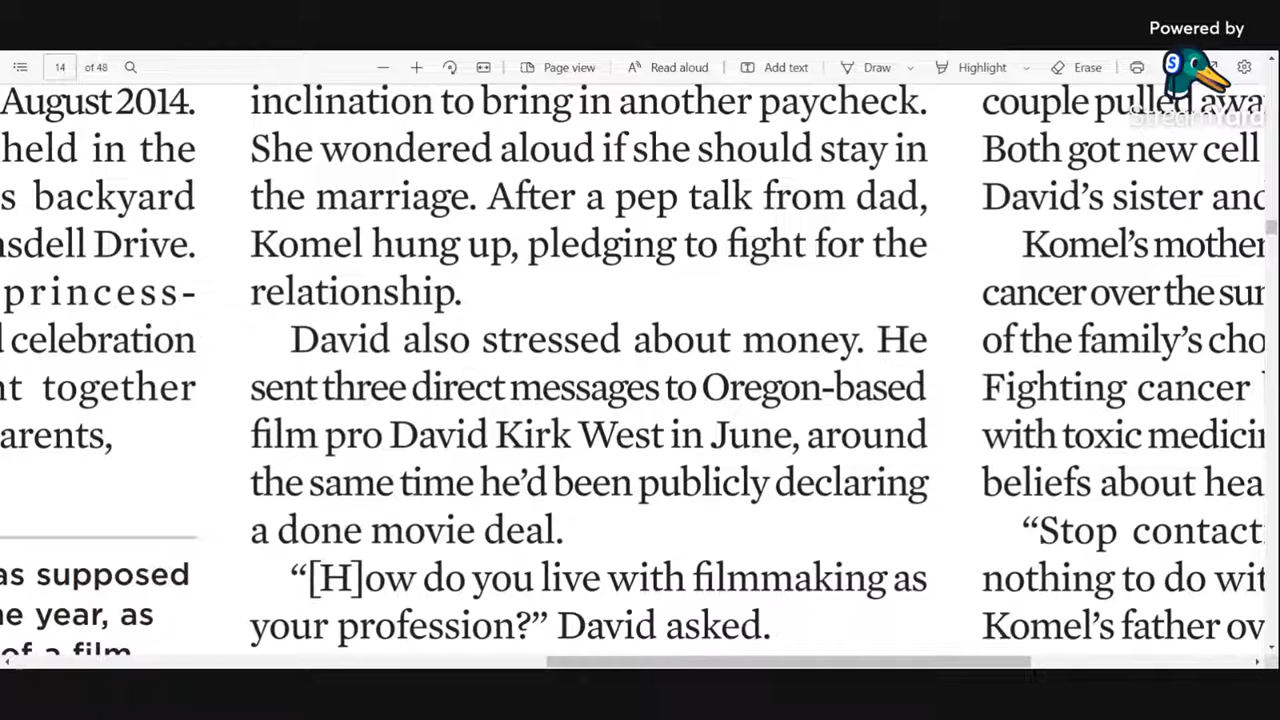 Powered by
14 of 48
Page view
Read aloud
Add text
Draw
Highlight
Erase
StreamYard
August 2014.
held in the
s backyard
nsdell Drive.
princess-
celebration
nt together
arents,
as supposed
ne year, as
of a film
inclination to bring in another paycheck.
She wondered aloud if she should stay in
the marriage. After a pep talk from dad,
Komel hung up, pledging to fight for the
relationship.
David also stressed about money. He
sent three direct messages to Oregon-based
film pro David Kirk West in June, around
the same time he’d been publicly declaring
a done movie deal.
“[H]ow do you live with filmmaking as
your profession?” David asked.
couple pulled awa
Both got new cell
David’s sister and
Komel’s mother
cancer over the sur
of the family’s cho
Fighting cancer
with toxic medicin
beliefs about hea
“Stop contact
nothing to do wit
Komel’s father ov